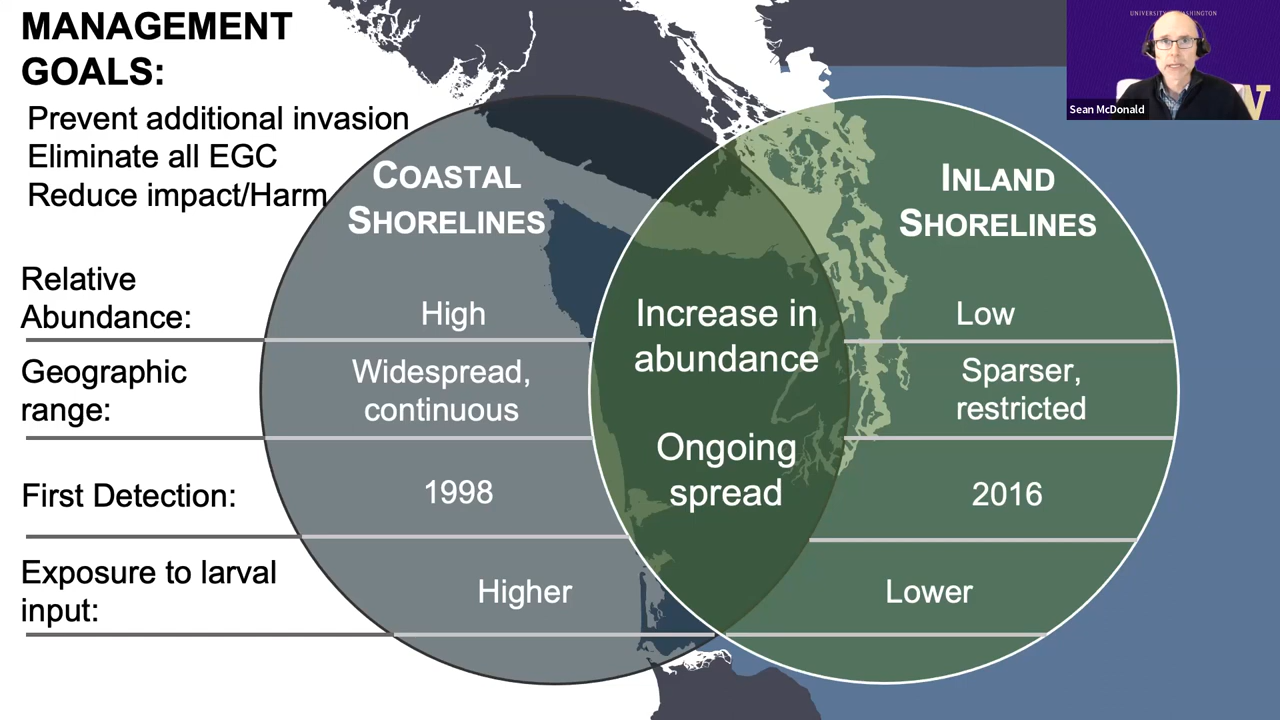 MANAGEMENT
GOALS:
Prevent additional invasion
Eliminate all EGC
Reduce impact/Harm
COASTAL
SHORELINES
INLAND
SHORELINES
Relative
Abundance:
High
Increase in
abundance
Low
Geographic
range:
Widespread,
continuous
Sparser,
restricted
Ongoing
spread
First Detection:
1998
2016
Exposure to larval
input:
Higher
Lower
UNIVERSITY of WASHINGTON
W
Sean McDonald